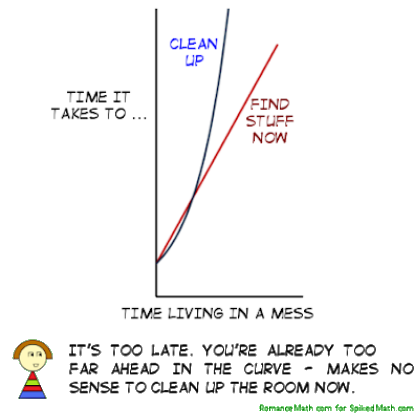 CLEAN
UP
TIME IT
TAKES TO ...
FIND
STUFF
NOW
TIME LIVING IN A MESS
IT'S TOO LATE. YOU'RE ALREADY TOO
FAR AHEAD IN THE CURVE - MAKES NO
SENSE TO CLEAN UP THE ROOM NOW.
RomanceMath.com for SpikedMath.com